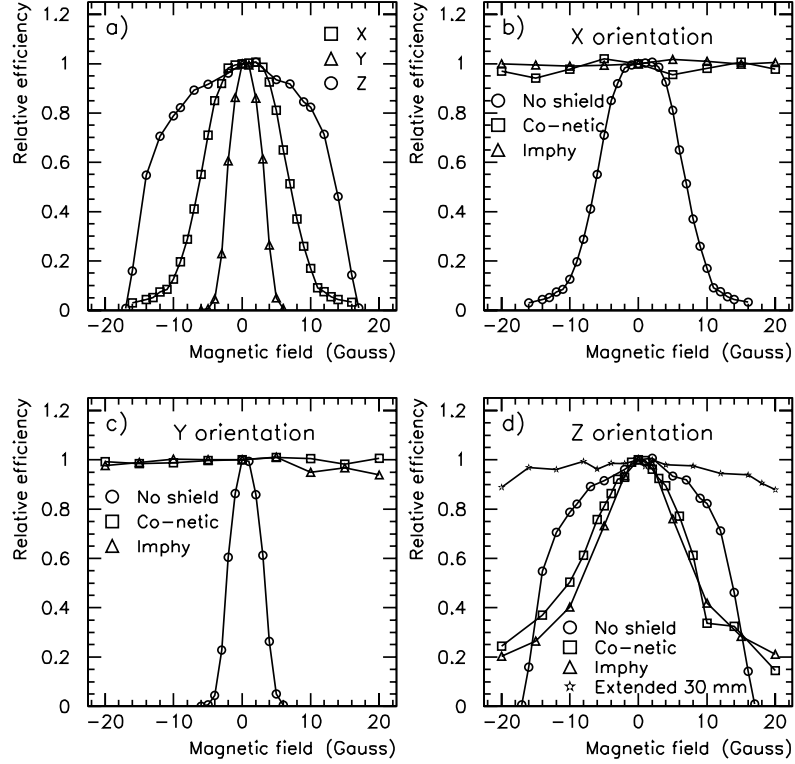 a)
X
Y
Z
Relative efficiency
1.2
1
0.8
0.6
0.4
0.2
0
−20
−10
0
10
20
Magnetic field (Gauss)
b)
X orientation
No shield
Co−netic
Imphy
Relative efficiency
1.2
1
0.8
0.6
0.4
0.2
0
−20
−10
0
10
20
Magnetic field (Gauss)
c)
Y orientation
No shield
Co−netic
Imphy
Relative efficiency
1.2
1
0.8
0.6
0.4
0.2
0
−20
−10
0
10
20
Magnetic field (Gauss)
d)
Z orientation
No shield
Co−netic
Imphy
Extended 30 mm
Relative efficiency
1.2
1
0.8
0.6
0.4
0.2
0
−20
−10
0
10
20
Magnetic field (Gauss)